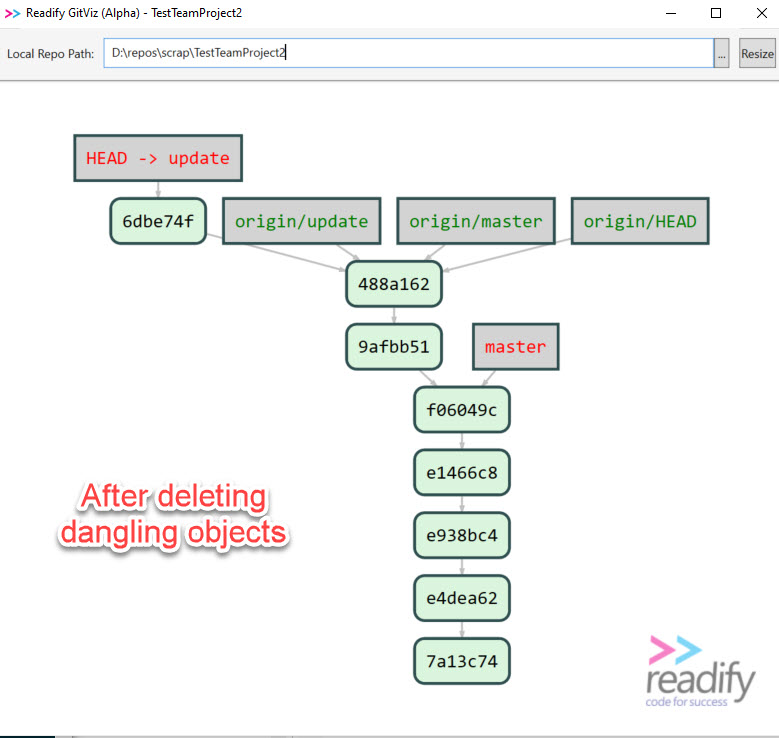 Readify GitViz (Alpha) - TestTeamProject2
Local Repo Path: D:\repos\scrap\TestTeamProject2 ... Resize
HEAD -> update
6dbe74f origin/update origin/master origin/HEAD
488a162
9afbb51 master
f06049c
e1466c8
After deleting
dangling objects
e938bc4
e4dea62
7a13c74
readify
code for success